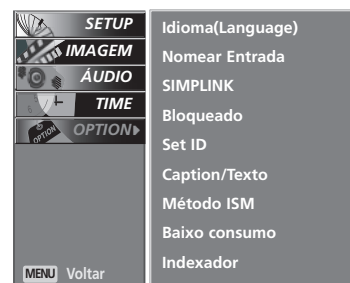 SETUP
IMAGEM
ÁUDIO
TIME
OPTION
OPTION
MENU Voltar
Idioma(Language)
Nomear Entrada
SIMPLINK
Bloqueado
Set ID
Caption/Texto
Método ISM
Baixo consumo
Indexador